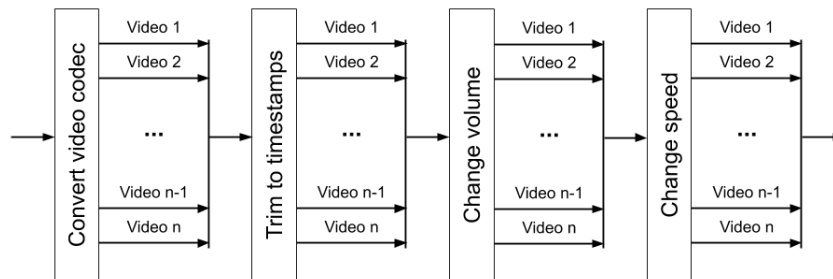 Convert video codec
Video 1
Video 2
...
Video n-1
Video n
Trim to timestamps
Video 1
Video 2
...
Video n-1
Video n
Change volume
Video 1
Video 2
...
Video n-1
Video n
Change speed
Video 1
Video 2
...
Video n-1
Video n